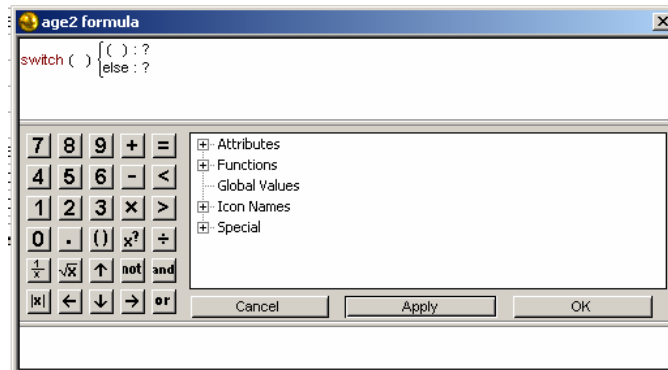 age2 formula
switch ( ) { ( ) : ?
else : ?
7 8 9 + =
4 5 6 - <
1 2 3 × >
0 . () x? ÷
1/x √x ↑ not and
|x| ← ↓ → or
Attributes
Functions
Global Values
Icon Names
Special
Cancel Apply OK